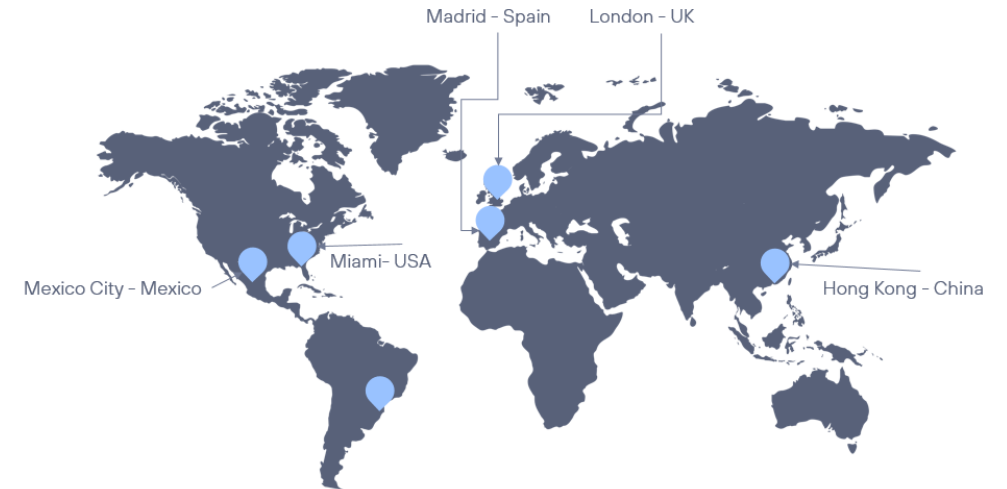 Madrid - Spain
London - UK
Miami- USA
Mexico City - Mexico
Hong Kong - China